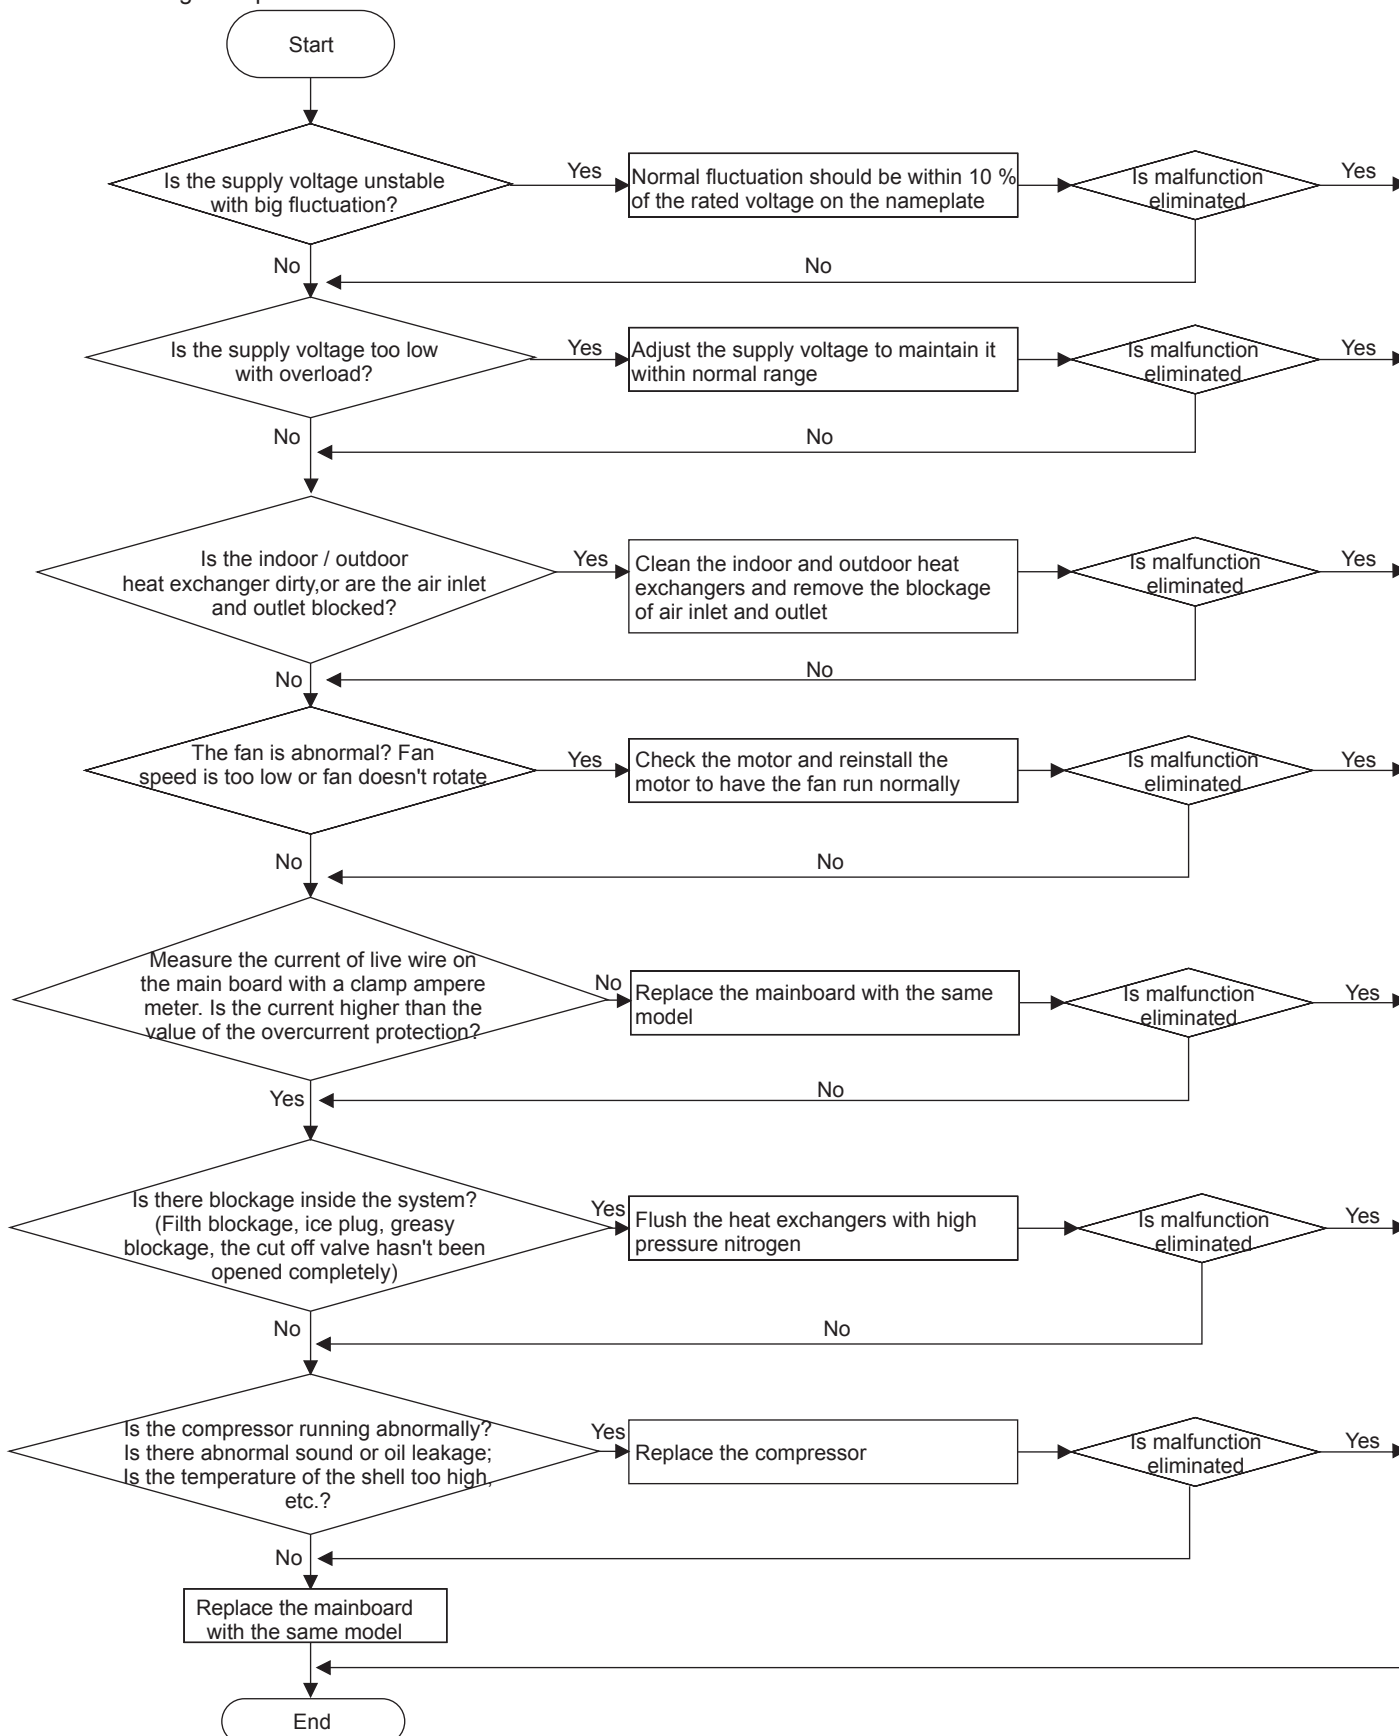 Start
Is the supply voltage unstable
with big fluctuation?
Yes
Normal fluctuation should be within 10 %
of the rated voltage on the nameplate
Is malfunction
eliminated
Yes
No
No
Is the supply voltage too low
with overload?
Yes
Adjust the supply voltage to maintain it
within normal range
Is malfunction
eliminated
Yes
No
No
Is the indoor / outdoor
heat exchanger dirty,or are the air inlet
and outlet blocked?
Yes
Clean the indoor and outdoor heat
exchangers and remove the blockage
of air inlet and outlet
Is malfunction
eliminated
Yes
No
No
The fan is abnormal? Fan
speed is too low or fan doesn't rotate
Yes
Check the motor and reinstall the
motor to have the fan run normally
Is malfunction
eliminated
Yes
No
No
Measure the current of live wire on
the main board with a clamp ampere
meter. Is the current higher than the
value of the overcurrent protection?
No
Replace the mainboard with the same
model
Is malfunction
eliminated
Yes
Yes
No
Is there blockage inside the system?
(Filth blockage, ice plug, greasy
blockage, the cut off valve hasn't been
opened completely)
Yes
Flush the heat exchangers with high
pressure nitrogen
Is malfunction
eliminated
Yes
No
No
Is the compressor running abnormally?
Is there abnormal sound or oil leakage;
Is the temperature of the shell too high,
etc.?
Yes
Replace the compressor
Is malfunction
eliminated
Yes
No
Replace the mainboard
with the same model
End